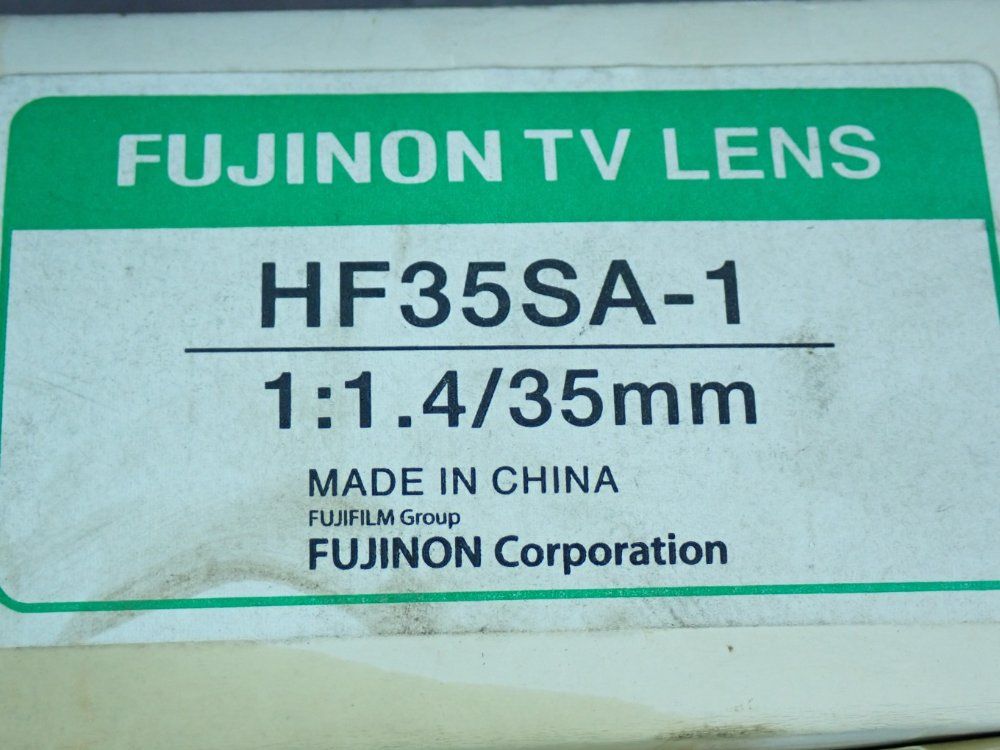 FUJINON TV LENS
HF35SA-1
1:1.4/35mm
MADE IN CHINA
FUJIFILM Group
FUJINON Corporation